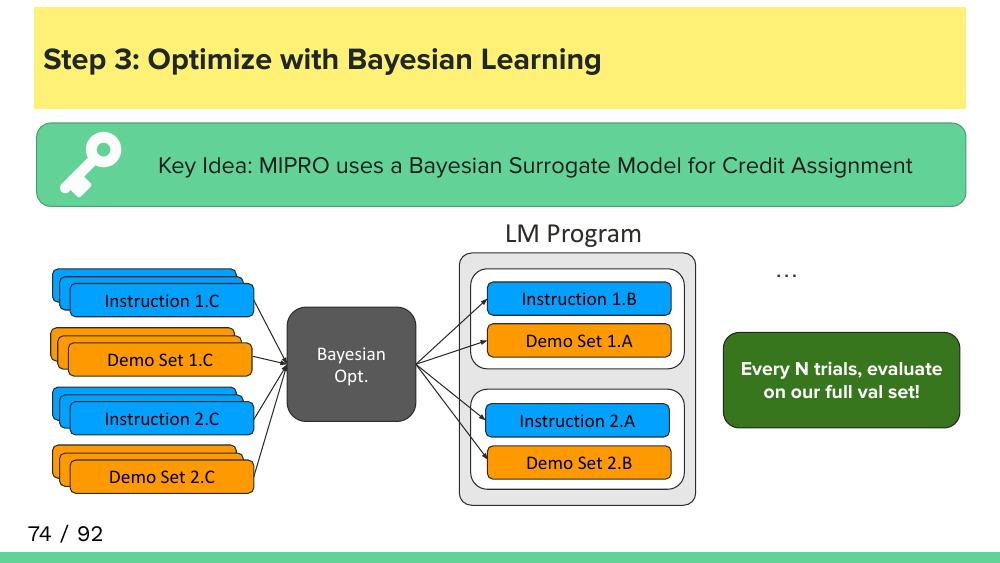 Step 3: Optimize with Bayesian Learning
Key Idea: MIPRO uses a Bayesian Surrogate Model for Credit Assignment
LM Program
...
Instruction 1.C
Demo Set 1.C
Instruction 2.C
Demo Set 2.C
Bayesian
Opt.
Instruction 1.B
Demo Set 1.A
Instruction 2.A
Demo Set 2.B
Every N trials, evaluate
on our full val set!
74 / 92